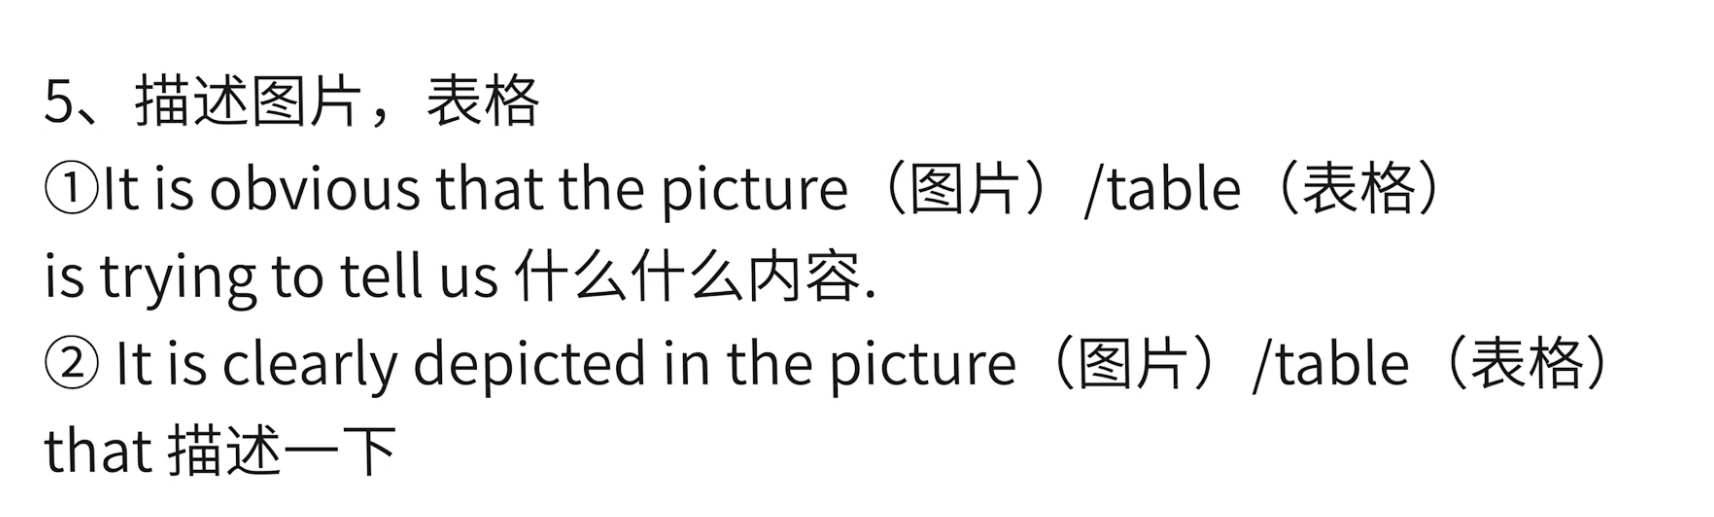 5、描述图片，表格
①It is obvious that the picture（图片）/table（表格）
is trying to tell us 什么什么内容.
② It is clearly depicted in the picture（图片）/table（表格）
that 描述一下